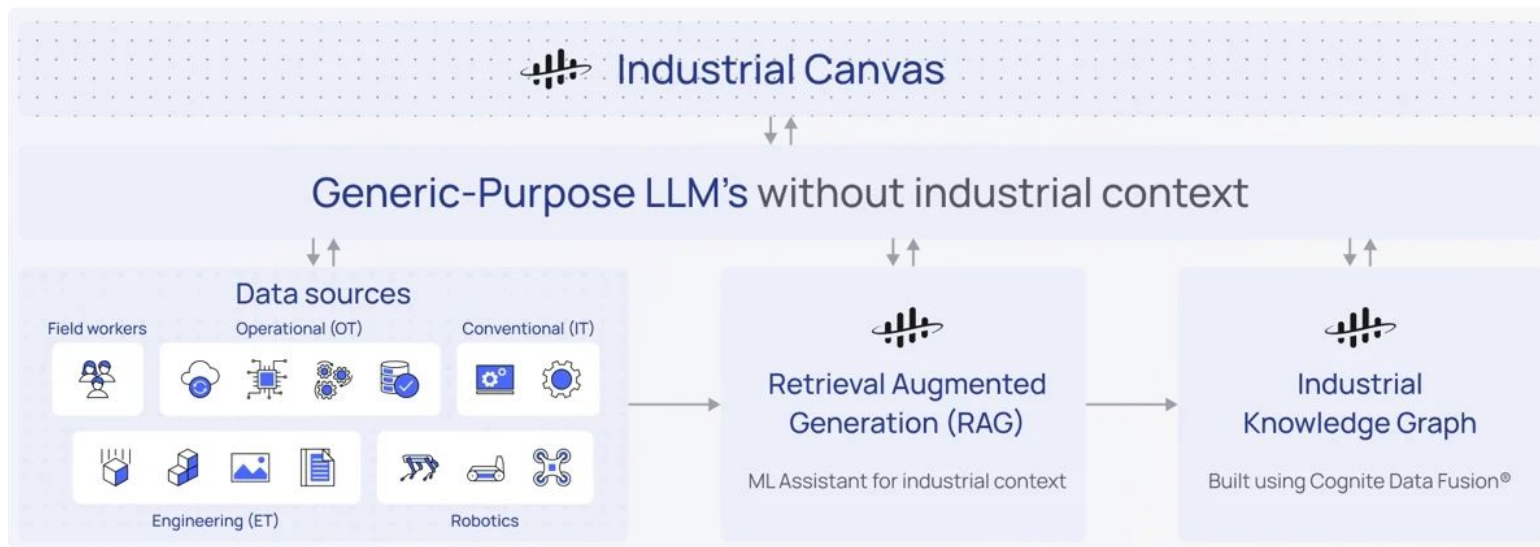 Industrial Canvas
Generic-Purpose LLM's without industrial context
Data sources
Field workers
Operational (OT)
Conventional (IT)
Engineering (ET)
Robotics
Retrieval Augmented
Generation (RAG)
ML Assistant for industrial context
Industrial
Knowledge Graph
Built using Cognite Data Fusion®